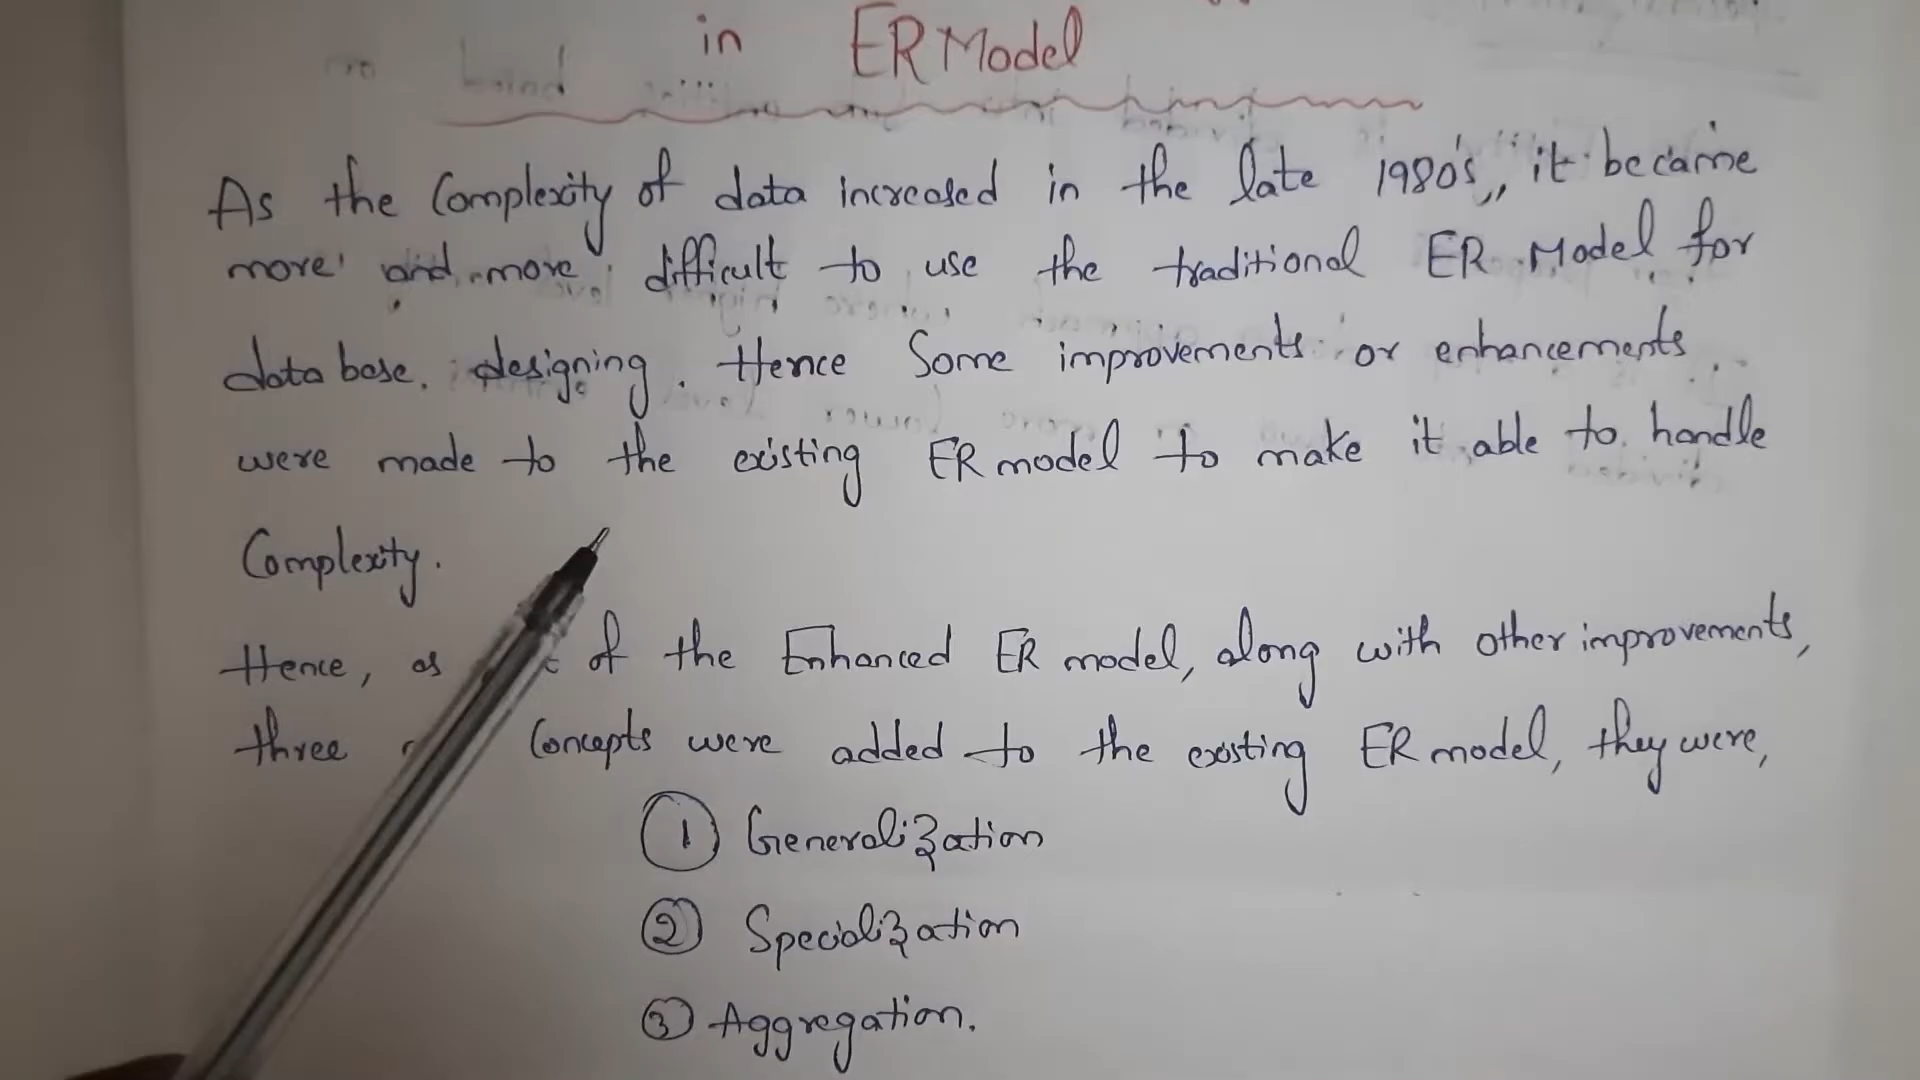 in ER Model
As the Complexity of data increased in the late 1980's, it became
more and more difficult to use the traditional ER Model for
database designing. Hence Some improvements or enhancements
were made to the existing ER model to make it able to handle
Complexity.
Hence, as of the Enhanced ER model, along with other improvements,
three Concepts were added to the existing ER model, they were,
① Generalization
② Specialization
③ Aggregation.